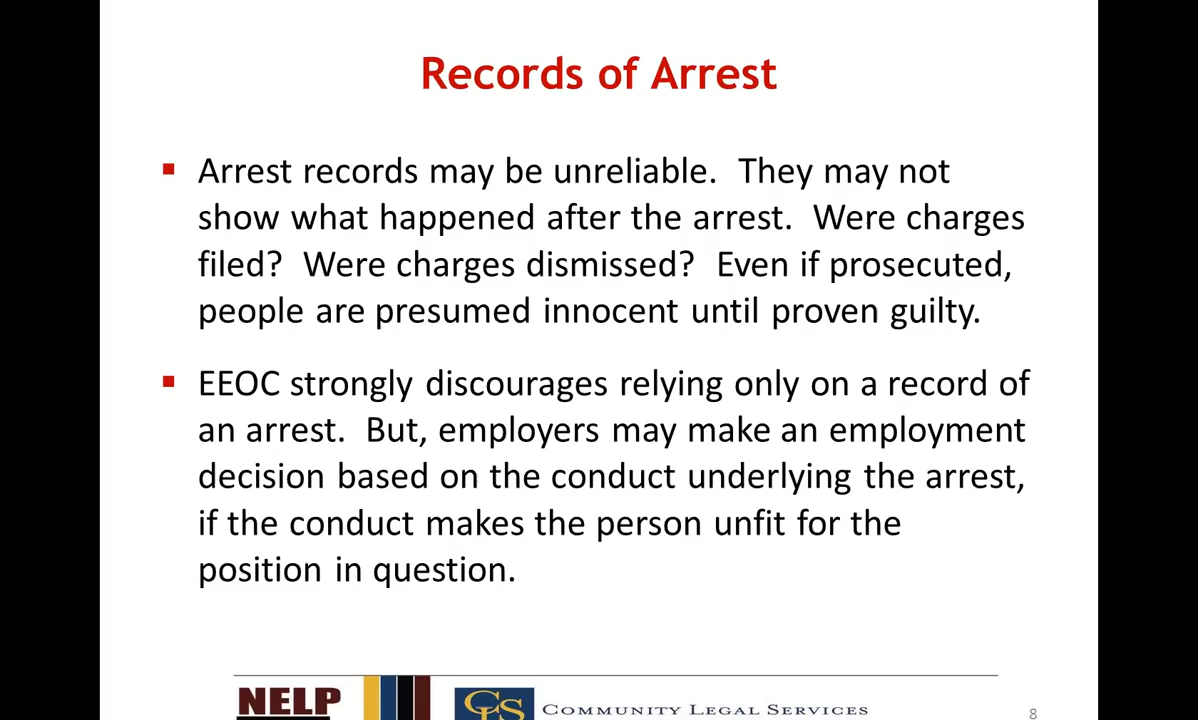 Records of Arrest
Arrest records may be unreliable.  They may not
show what happened after the arrest.  Were charges
filed?  Were charges dismissed?  Even if prosecuted,
people are presumed innocent until proven guilty.
EEOC strongly discourages relying only on a record of
an arrest.  But, employers may make an employment
decision based on the conduct underlying the arrest,
if the conduct makes the person unfit for the
position in question.
NELP
CLS COMMUNITY LEGAL SERVICES
8